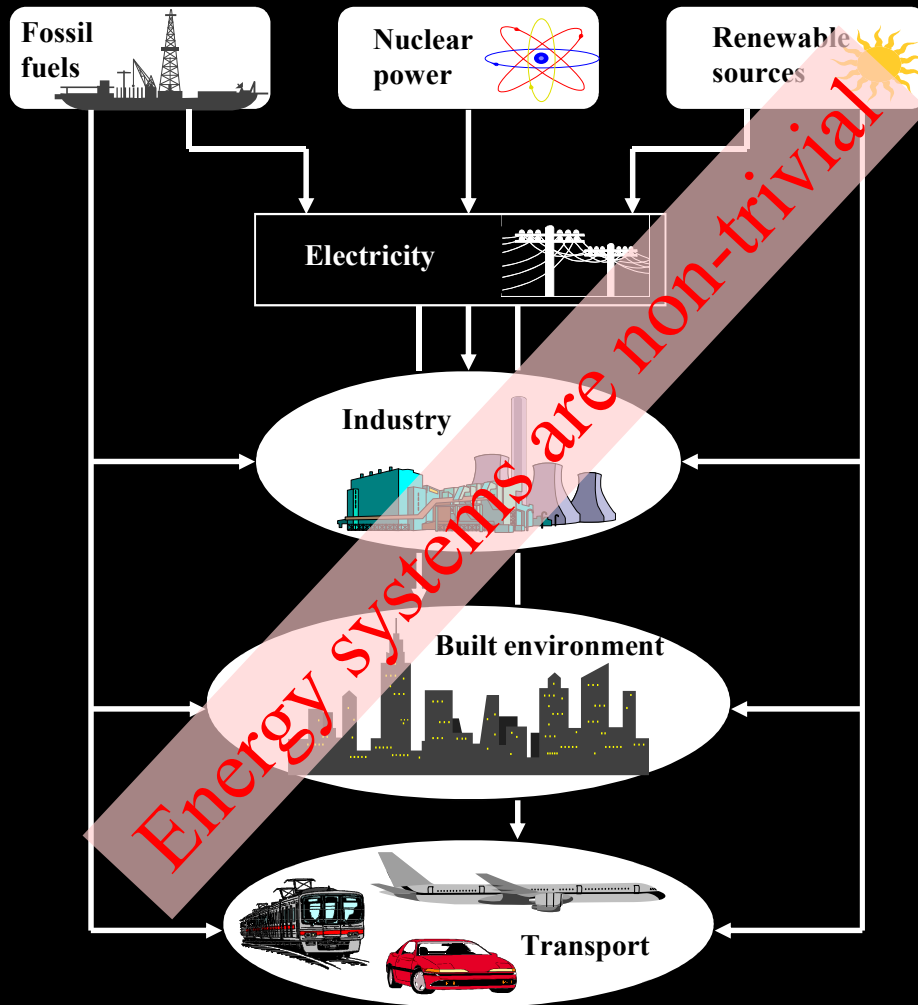 Fossil
fuels
Nuclear
power
Renewable
sources
Electricity
Industry
Built environment
Transport
Energy systems are non-trivial